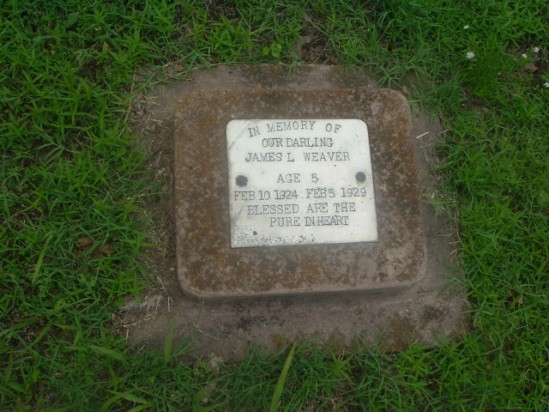 IN MEMORY OF
OUR DARLING
JAMES L WEAVER
AGE 5
FEB 10 1924 FEB 5 1929
BLESSED ARE THE
PURE IN HEART